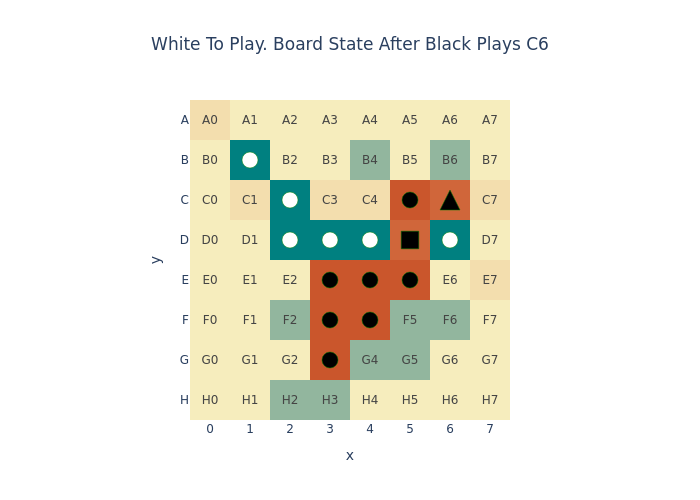 White To Play. Board State After Black Plays C6
A A0 A1 A2 A3 A4 A5 A6 A7
B B0 B2 B3 B4 B5 B6 B7
C C0 C1 C3 C4 C7
D D0 D1 D7
E E0 E1 E2 E6 E7
F F0 F1 F2 F5 F6 F7
G G0 G1 G2 G4 G5 G6 G7
H H0 H1 H2 H3 H4 H5 H6 H7
0 1 2 3 4 5 6 7
x
y